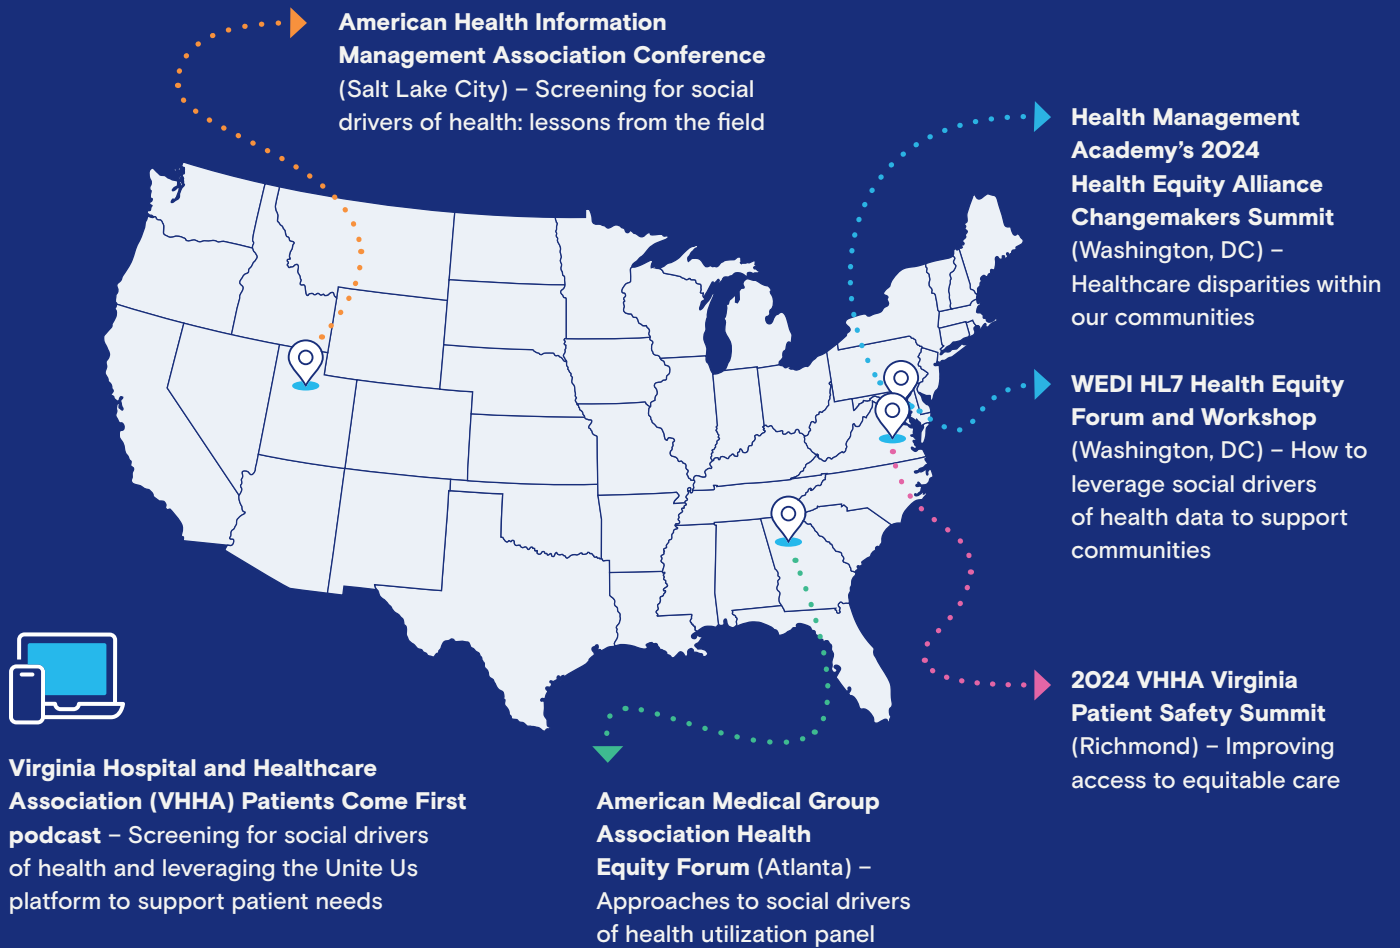 American Health Information
Management Association Conference
(Salt Lake City) – Screening for social
drivers of health: lessons from the field
Health Management
Academy’s 2024
Health Equity Alliance
Changemakers Summit
(Washington, DC) –
Healthcare disparities within
our communities
WEDI HL7 Health Equity
Forum and Workshop
(Washington, DC) – How to
leverage social drivers
of health data to support
communities
2024 VHHA Virginia
Patient Safety Summit
(Richmond) – Improving
access to equitable care
Virginia Hospital and Healthcare
Association (VHHA) Patients Come First
podcast – Screening for social drivers
of health and leveraging the Unite Us
platform to support patient needs
American Medical Group
Association Health
Equity Forum (Atlanta) –
Approaches to social drivers
of health utilization panel